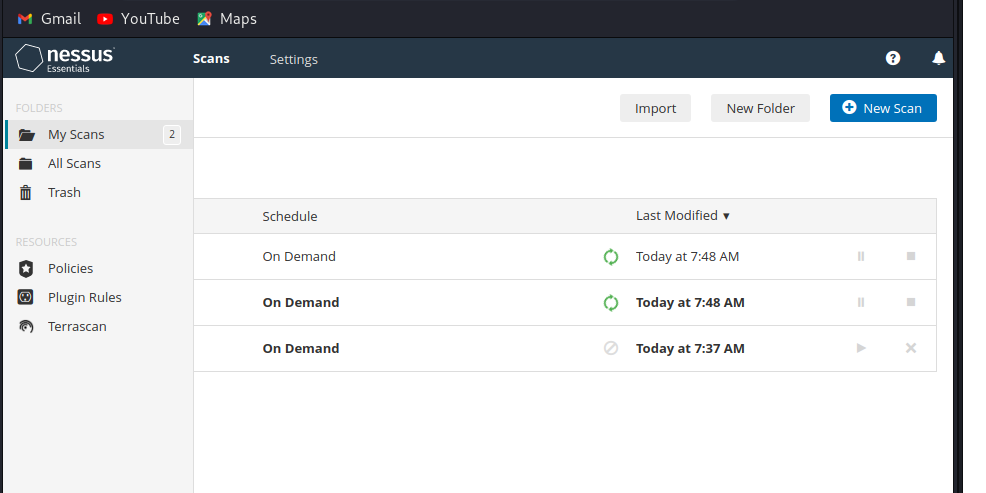 Gmail YouTube Maps
nessus Essentials Scans Settings
FOLDERS
Import New Folder New Scan
My Scans 2
All Scans
Trash
Schedule Last Modified ▼
RESOURCES
On Demand Today at 7:48 AM
Policies
Plugin Rules
On Demand Today at 7:48 AM
Terrascan
On Demand Today at 7:37 AM